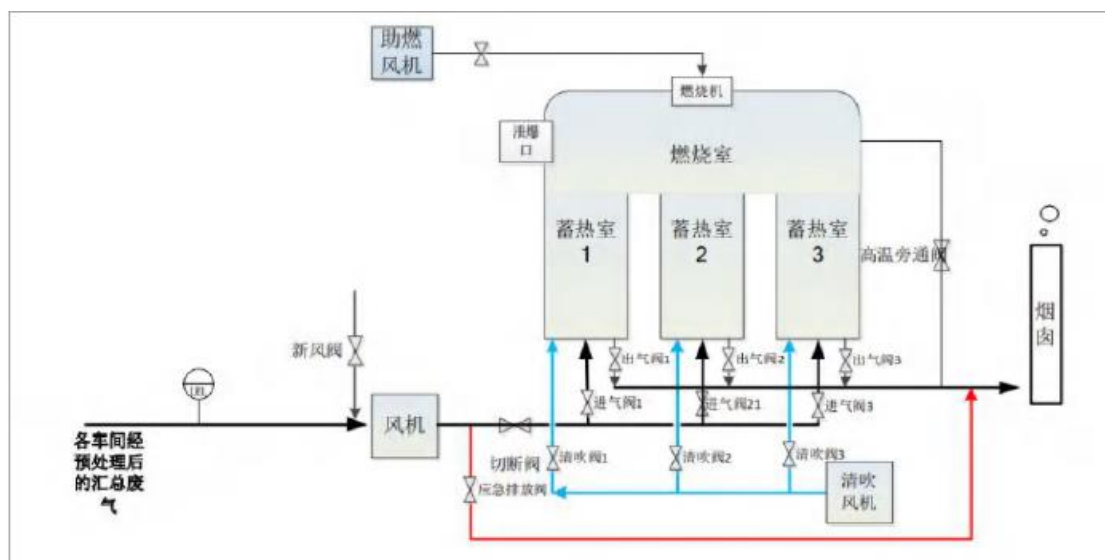 助燃
风机
燃烧机
泄爆
口
燃烧室
蓄热室
1
蓄热室
2
蓄热室
3
高温旁通阀
烟
囱
新风阀
出气阀1
出气阀2
出气阀3
LEL
风机
进气阀1
进气阀21
进气阀3
各车间经
预处理后
的汇总废
气
切断阀
清吹阀1
清吹阀2
清吹阀3
应急排放阀
清吹
风机